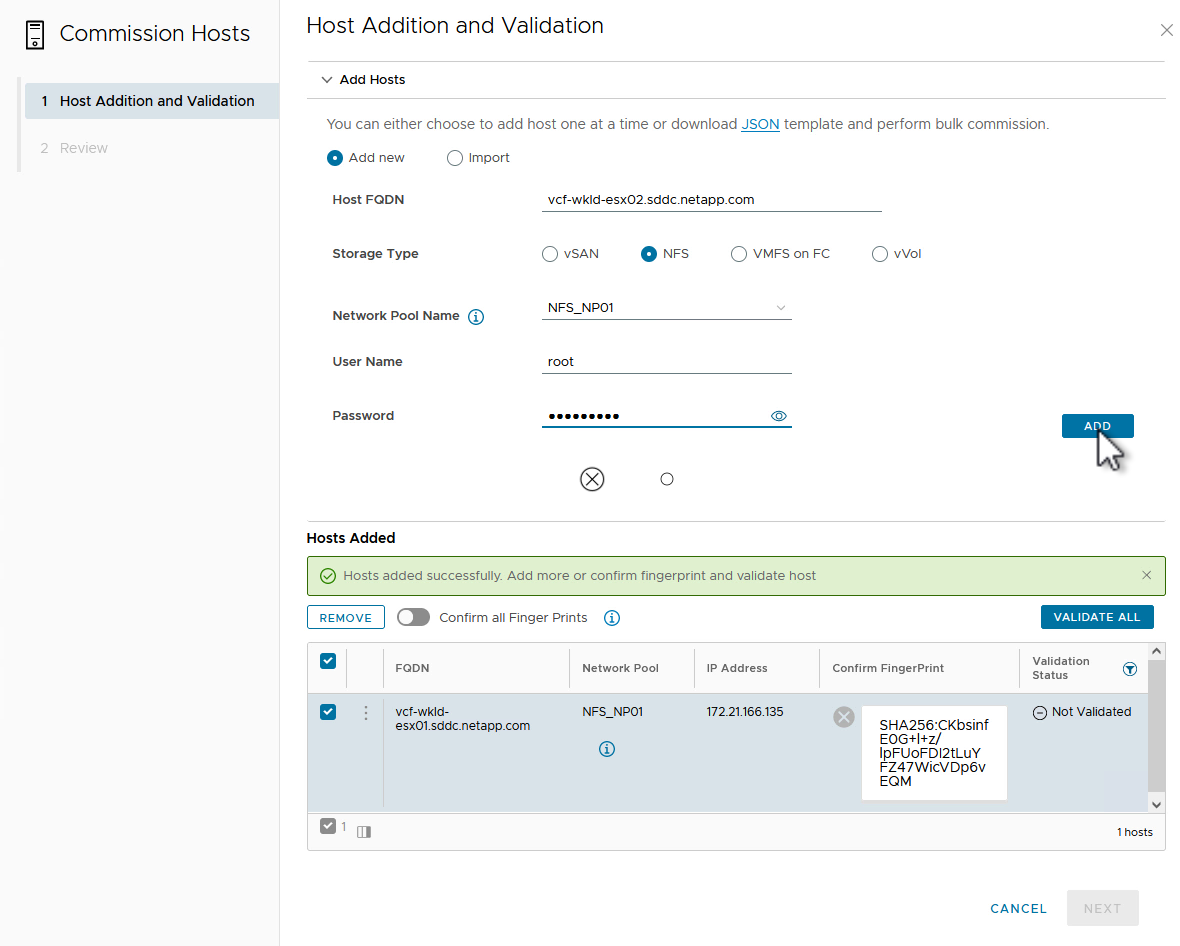 Commission Hosts
1 Host Addition and Validation
2 Review
Host Addition and Validation
Add Hosts
You can either choose to add host one at a time or download JSON template and perform bulk commission.
Add new Import
Host FQDN vcf-wkld-esx02.sddc.netapp.com
Storage Type vSAN NFS VMFS on FC vVol
Network Pool Name NFS_NP01
User Name root
Password •••••••••
ADD
Hosts Added
Hosts added successfully. Add more or confirm fingerprint and validate host
REMOVE Confirm all Finger Prints VALIDATE ALL
FQDN Network Pool IP Address Confirm FingerPrint Validation
Status
vcf-wkld- NFS_NP01 172.21.166.135 Not Validated
esx01.sddc.netapp.com
SHA256:CKbsinf
E0G+l+z/
lpFUoFDl2tLuY
FZ47WicVDp6v
EQM
1 1 hosts
CANCEL NEXT